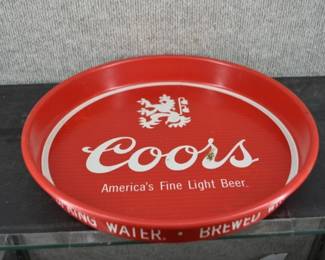 Coors
America's Fine Light Beer.
WATER. • BREWED